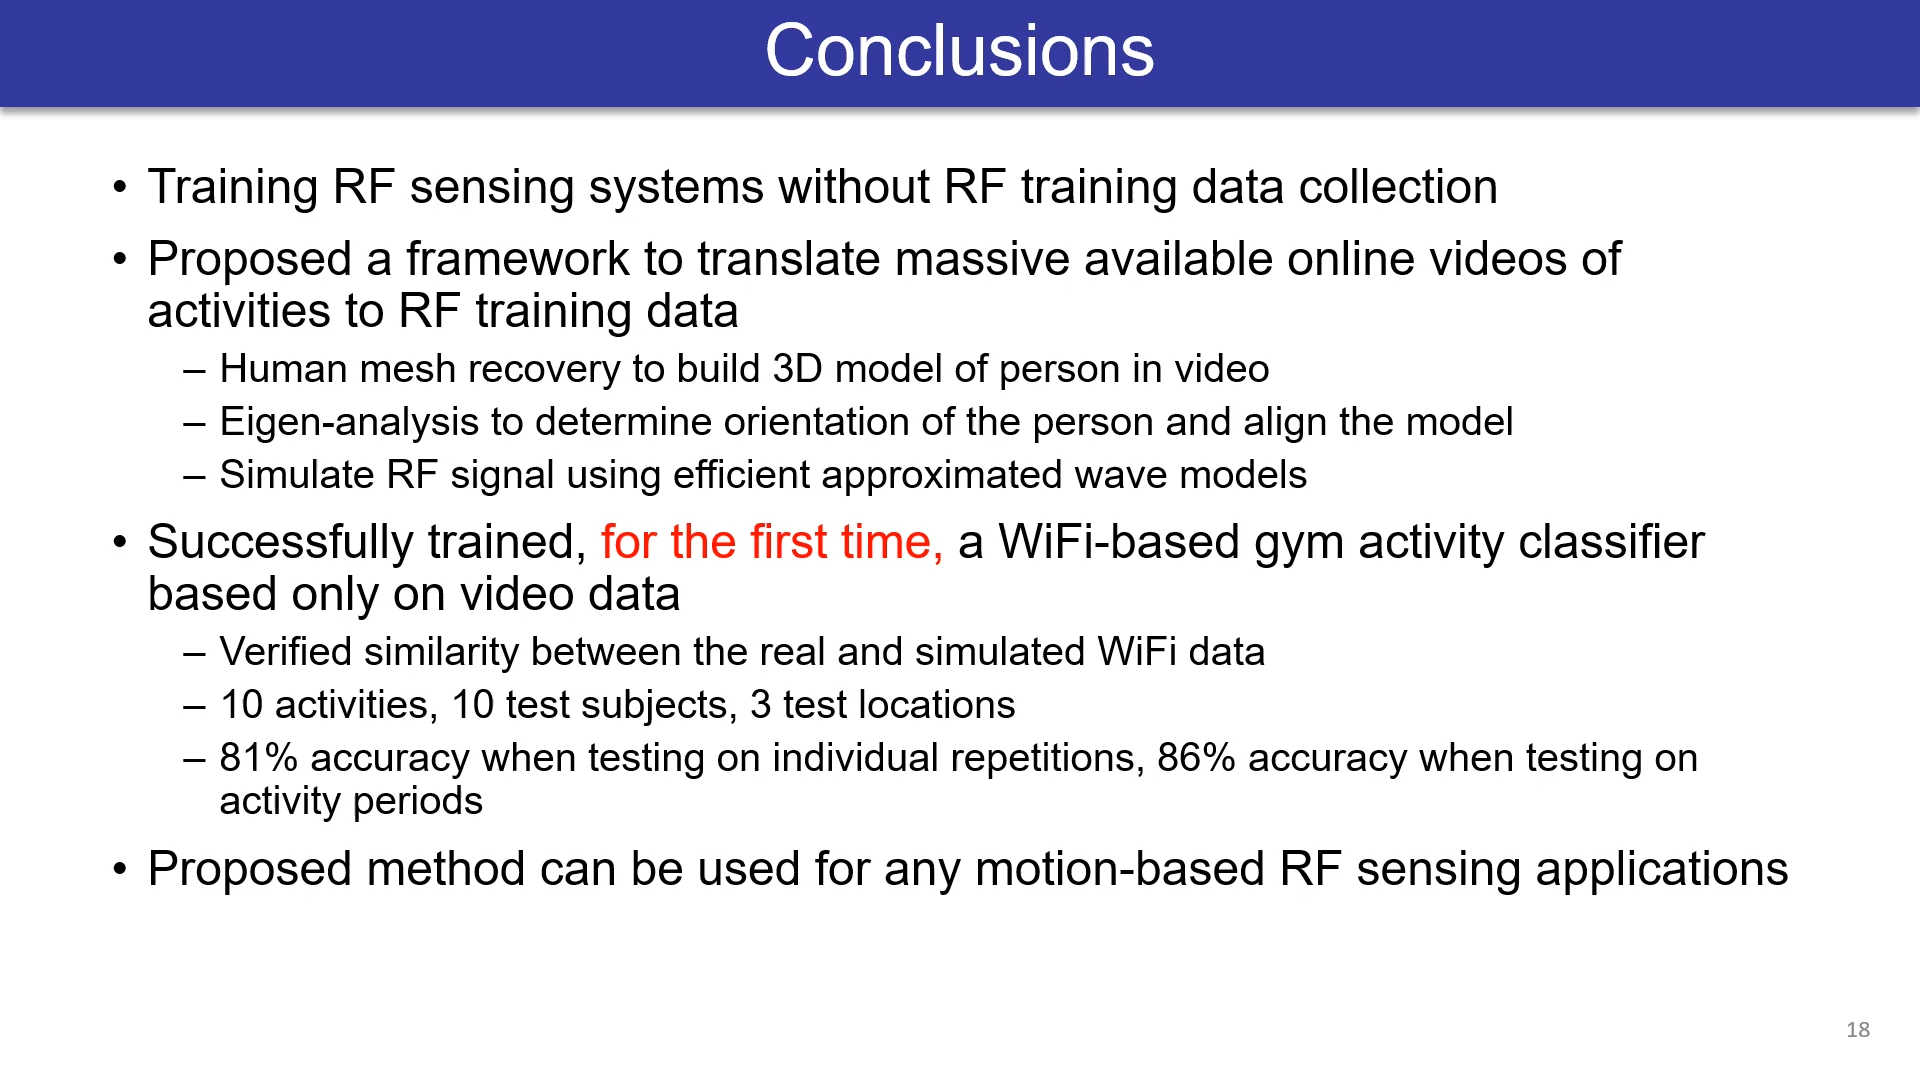 Conclusions
• Training RF sensing systems without RF training data collection
• Proposed a framework to translate massive available online videos of
activities to RF training data
– Human mesh recovery to build 3D model of person in video
– Eigen-analysis to determine orientation of the person and align the model
– Simulate RF signal using efficient approximated wave models
• Successfully trained, for the first time, a WiFi-based gym activity classifier
based only on video data
– Verified similarity between the real and simulated WiFi data
– 10 activities, 10 test subjects, 3 test locations
– 81% accuracy when testing on individual repetitions, 86% accuracy when testing on
activity periods
• Proposed method can be used for any motion-based RF sensing applications
18